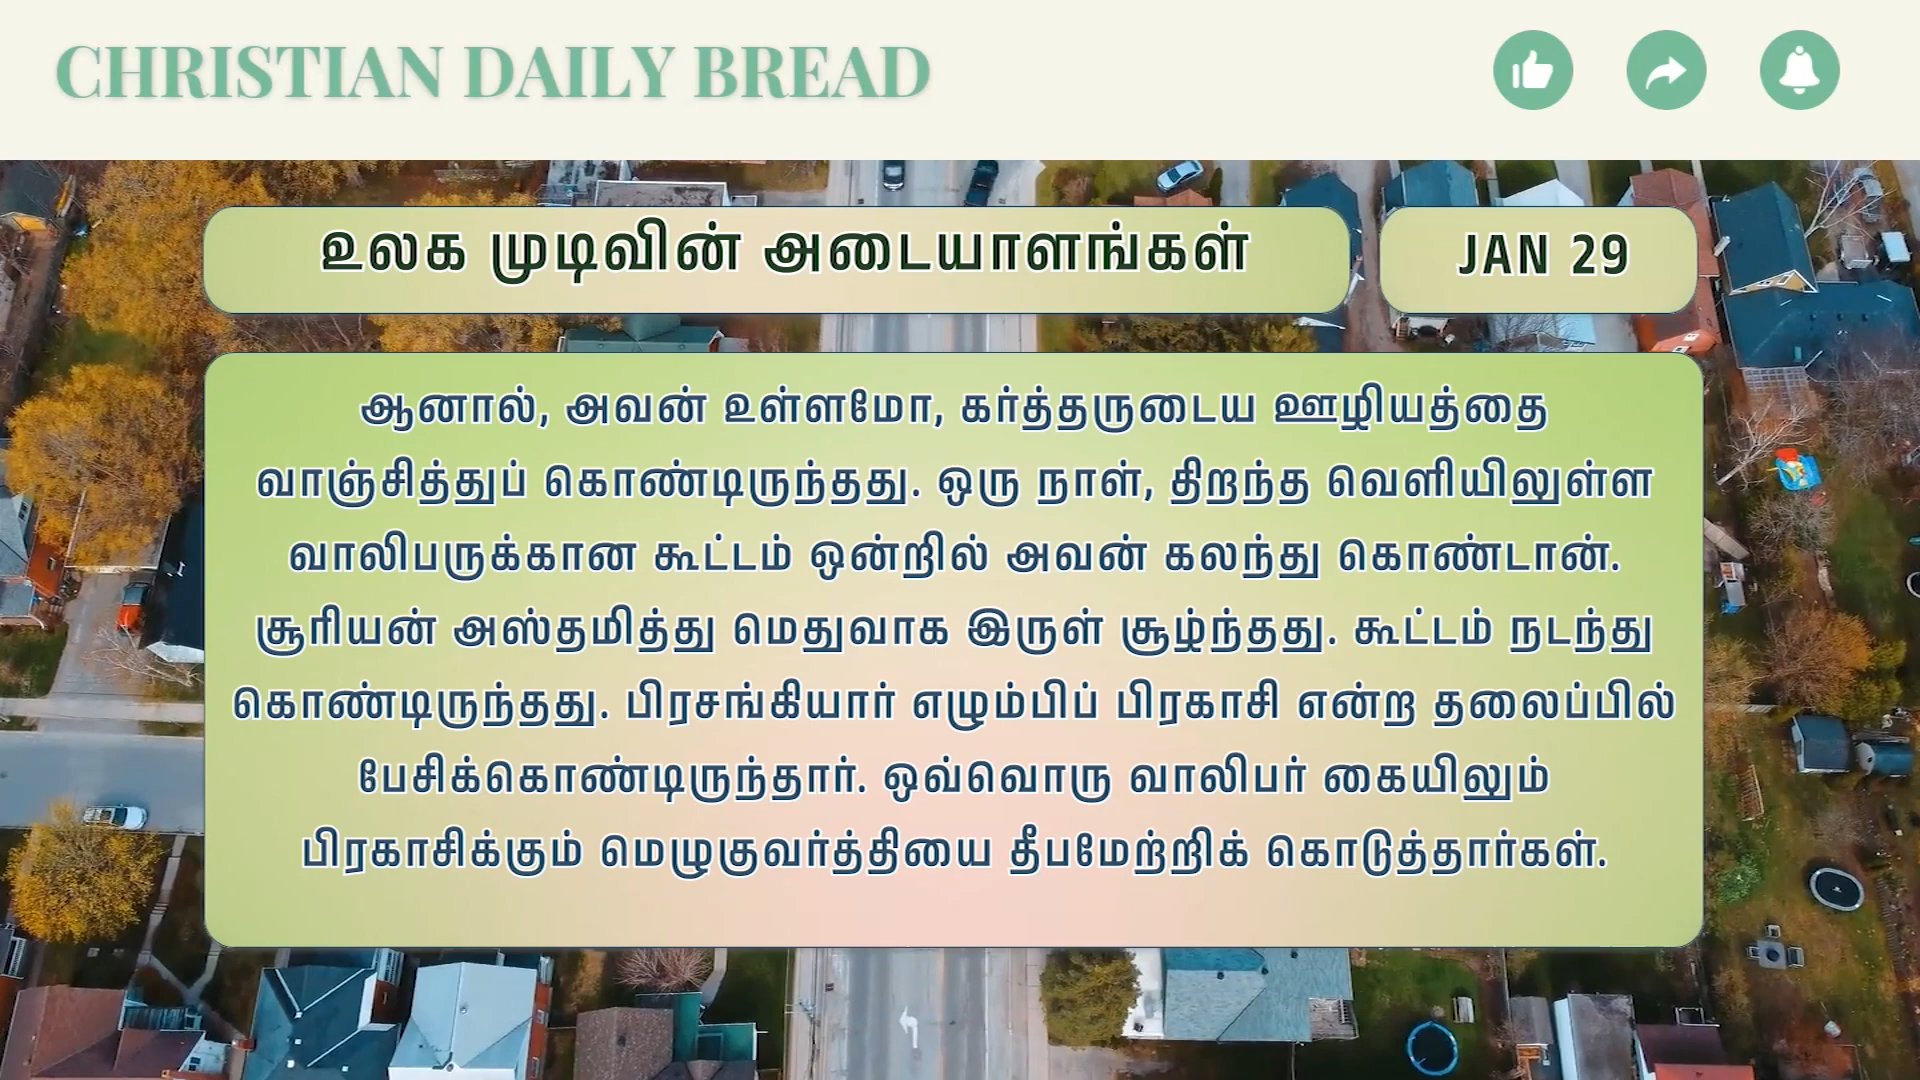 CHRISTIAN DAILY BREAD
உலக முடிவின் அடையாளங்கள்
JAN 29
ஆனால், அவன் உள்ளமோ, கர்த்தருடைய ஊழியத்தை
வாஞ்சித்துப் கொண்டிருந்தது. ஒரு நாள், திறந்த வெளியிலுள்ள
வாலிபருக்கான கூட்டம் ஒன்றில் அவன் கலந்து கொண்டான்.
சூரியன் அஸ்தமித்து மெதுவாக இருள் சூழ்ந்தது. கூட்டம் நடந்து
கொண்டிருந்தது. பிரசங்கியார் எழும்பிப் பிரகாசி என்ற தலைப்பில்
பேசிக்கொண்டிருந்தார். ஒவ்வொரு வாலிபர் கையிலும்
பிரகாசிக்கும் மெழுகுவர்த்தியை தீபமேற்றிக் கொடுத்தார்கள்.